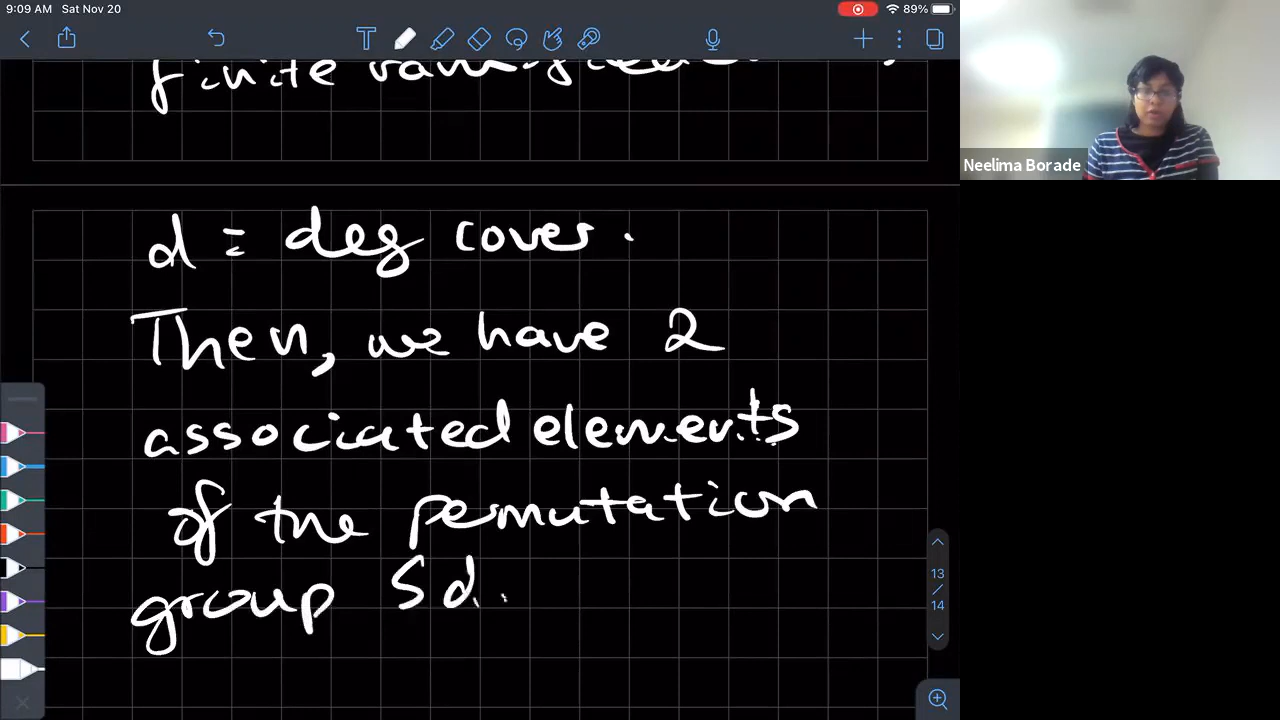 9:09 AM Sat Nov 20
89%
T
finite
Neelima Borade
d = deg cover.
Then, we have 2
associated elements
of the permutation
group Sd.
13
/
14